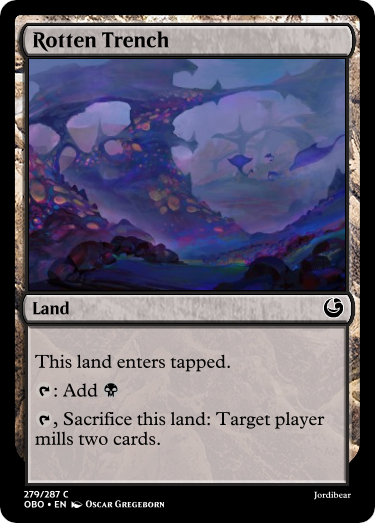 Rotten Trench
Land
This land enters tapped.
: Add
, Sacrifice this land: Target player
mills two cards.
279/287 C
OBO • EN Oscar Gregeborn
Jordibear